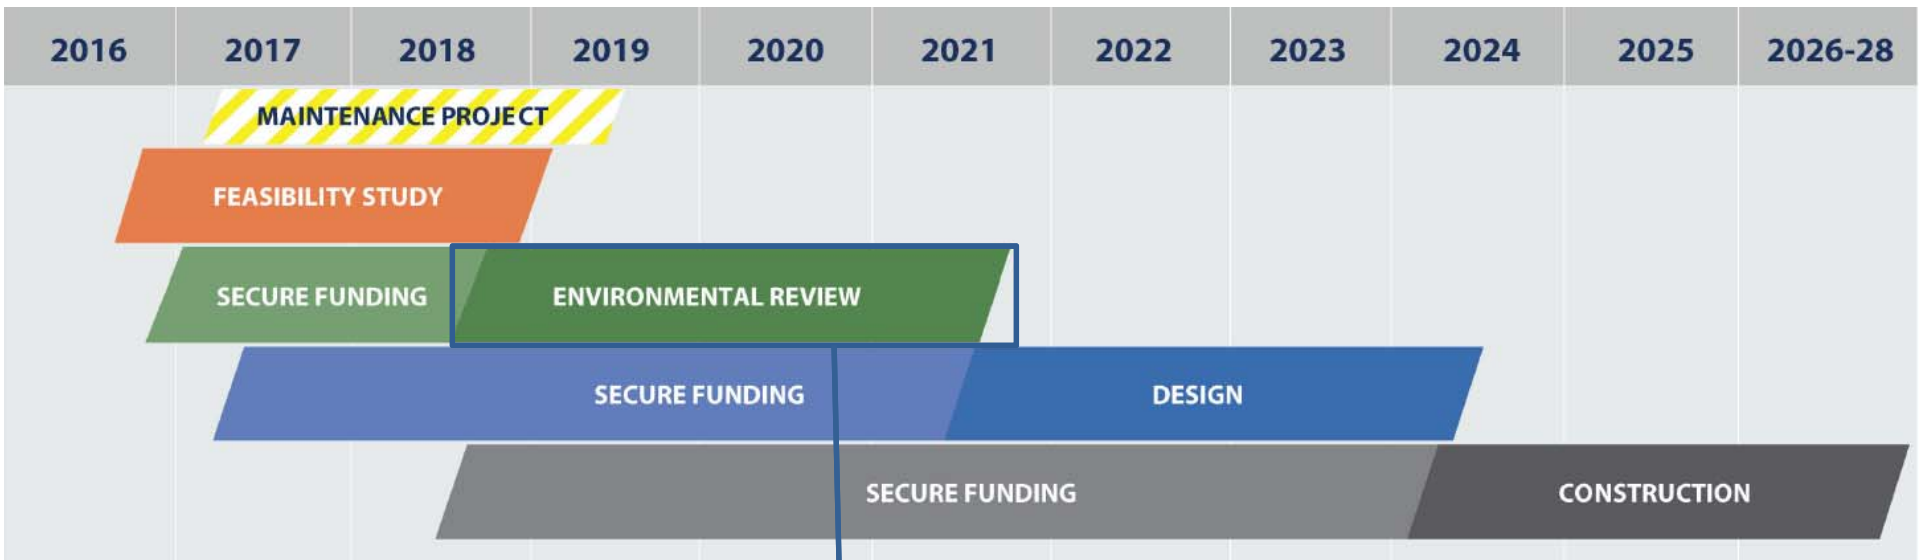 2016 2017 2018 2019 2020 2021 2022 2023 2024 2025 2026-28
MAINTENANCE PROJECT
FEASIBILITY STUDY
SECURE FUNDING ENVIRONMENTAL REVIEW
SECURE FUNDING DESIGN
SECURE FUNDING CONSTRUCTION